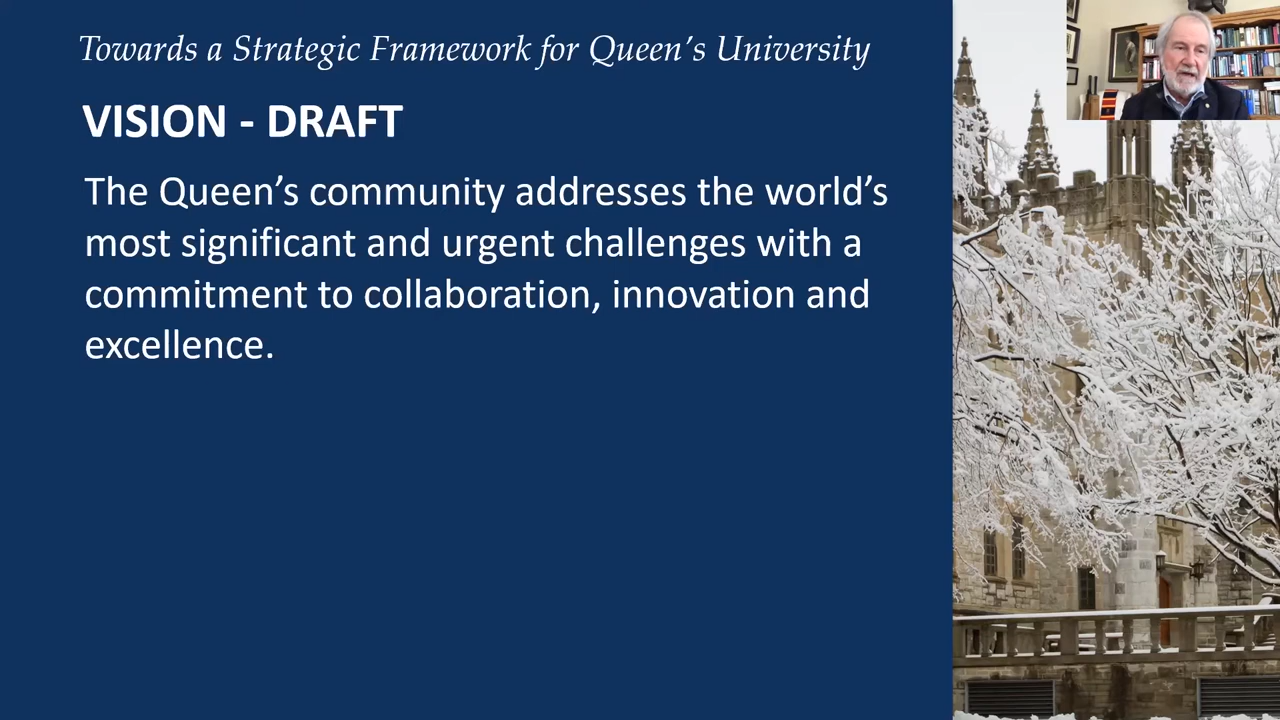 Towards a Strategic Framework for Queen’s University
VISION - DRAFT
The Queen’s community addresses the world’s
most significant and urgent challenges with a
commitment to collaboration, innovation and
excellence.